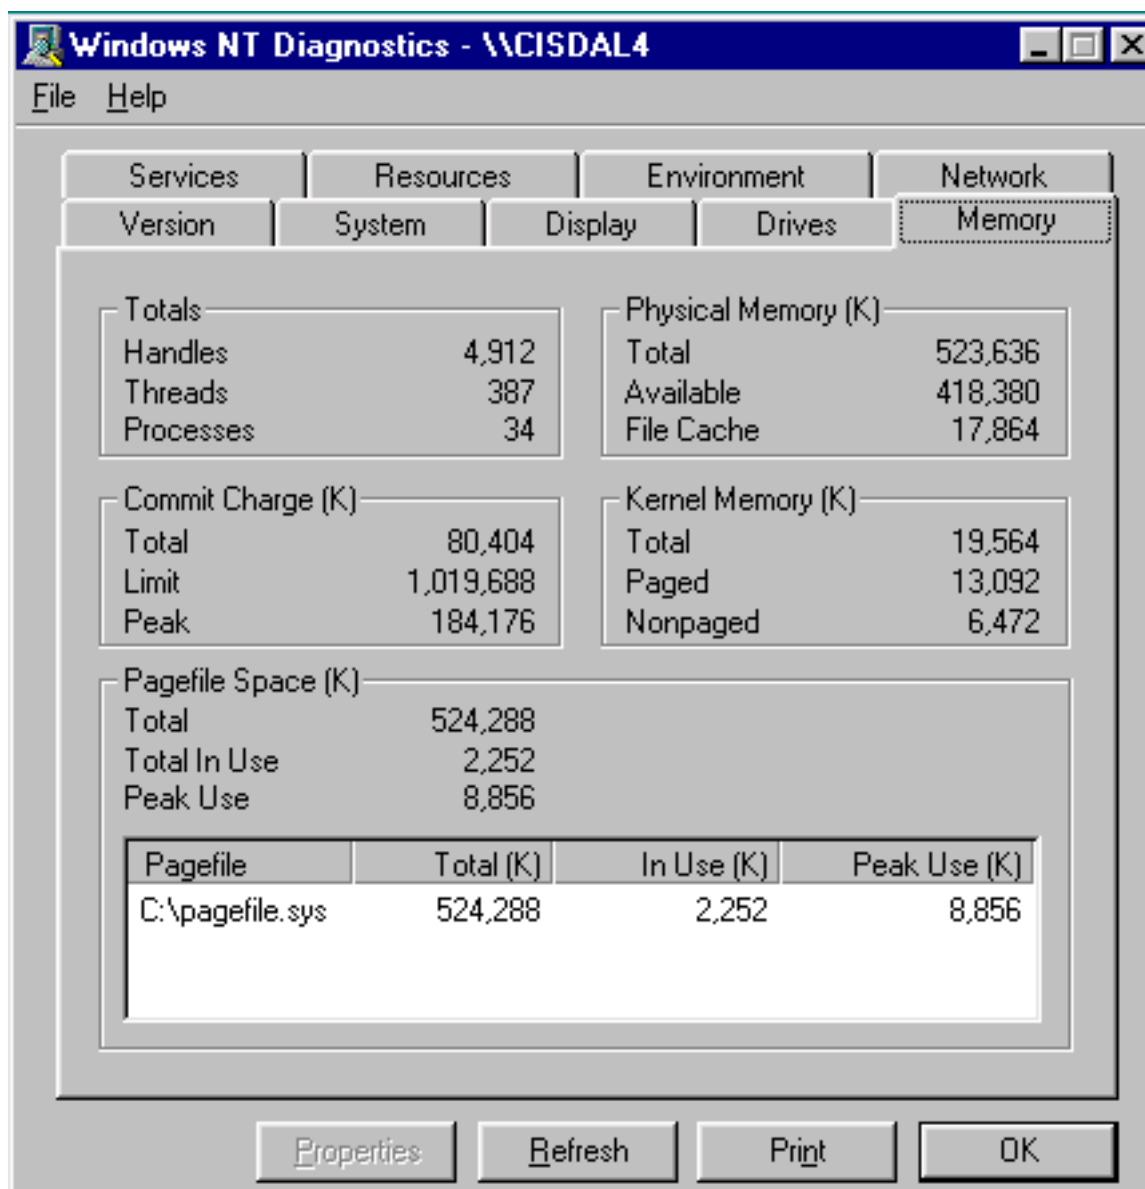 Windows NT Diagnostics - \\CISDAL4
File Help
Services Resources Environment Network
Version System Display Drives Memory
Totals
Handles 4,912
Threads 387
Processes 34
Physical Memory (K)
Total 523,636
Available 418,380
File Cache 17,864
Commit Charge (K)
Total 80,404
Limit 1,019,688
Peak 184,176
Kernel Memory (K)
Total 19,564
Paged 13,092
Nonpaged 6,472
Pagefile Space (K)
Total 524,288
Total In Use 2,252
Peak Use 8,856
Pagefile Total (K) In Use (K) Peak Use (K)
C:\pagefile.sys 524,288 2,252 8,856
Properties Refresh Print OK